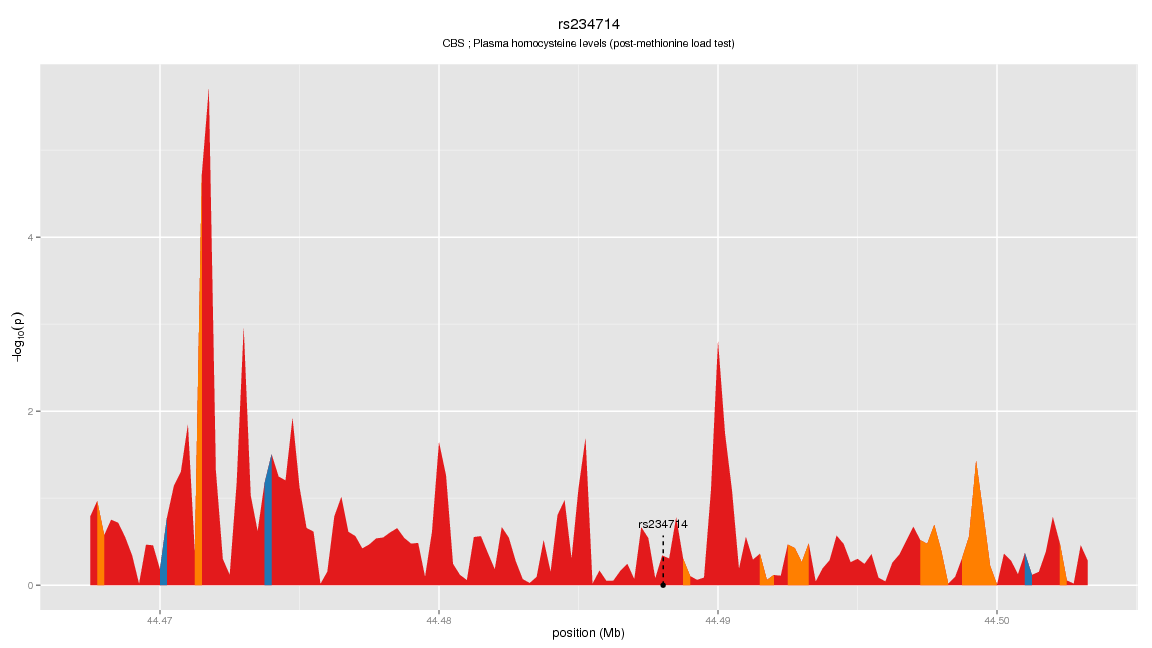 rs234714
CBS ; Plasma homocysteine levels (post-methionine load test)
−log10(p)
4
2
0
rs234714
44.47
44.48
44.49
44.50
position (Mb)